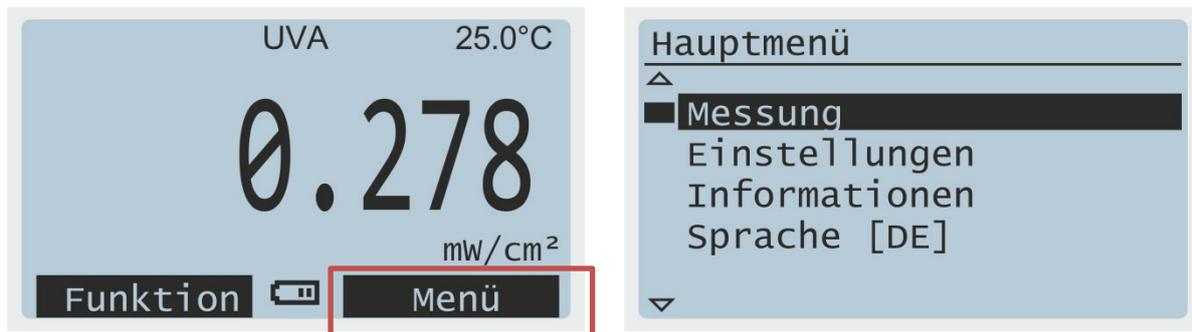 UVA 25.0°C
0.278
mW/cm²
Funktion Menü
Hauptmenü
Messung
Einstellungen
Informationen
Sprache [DE]